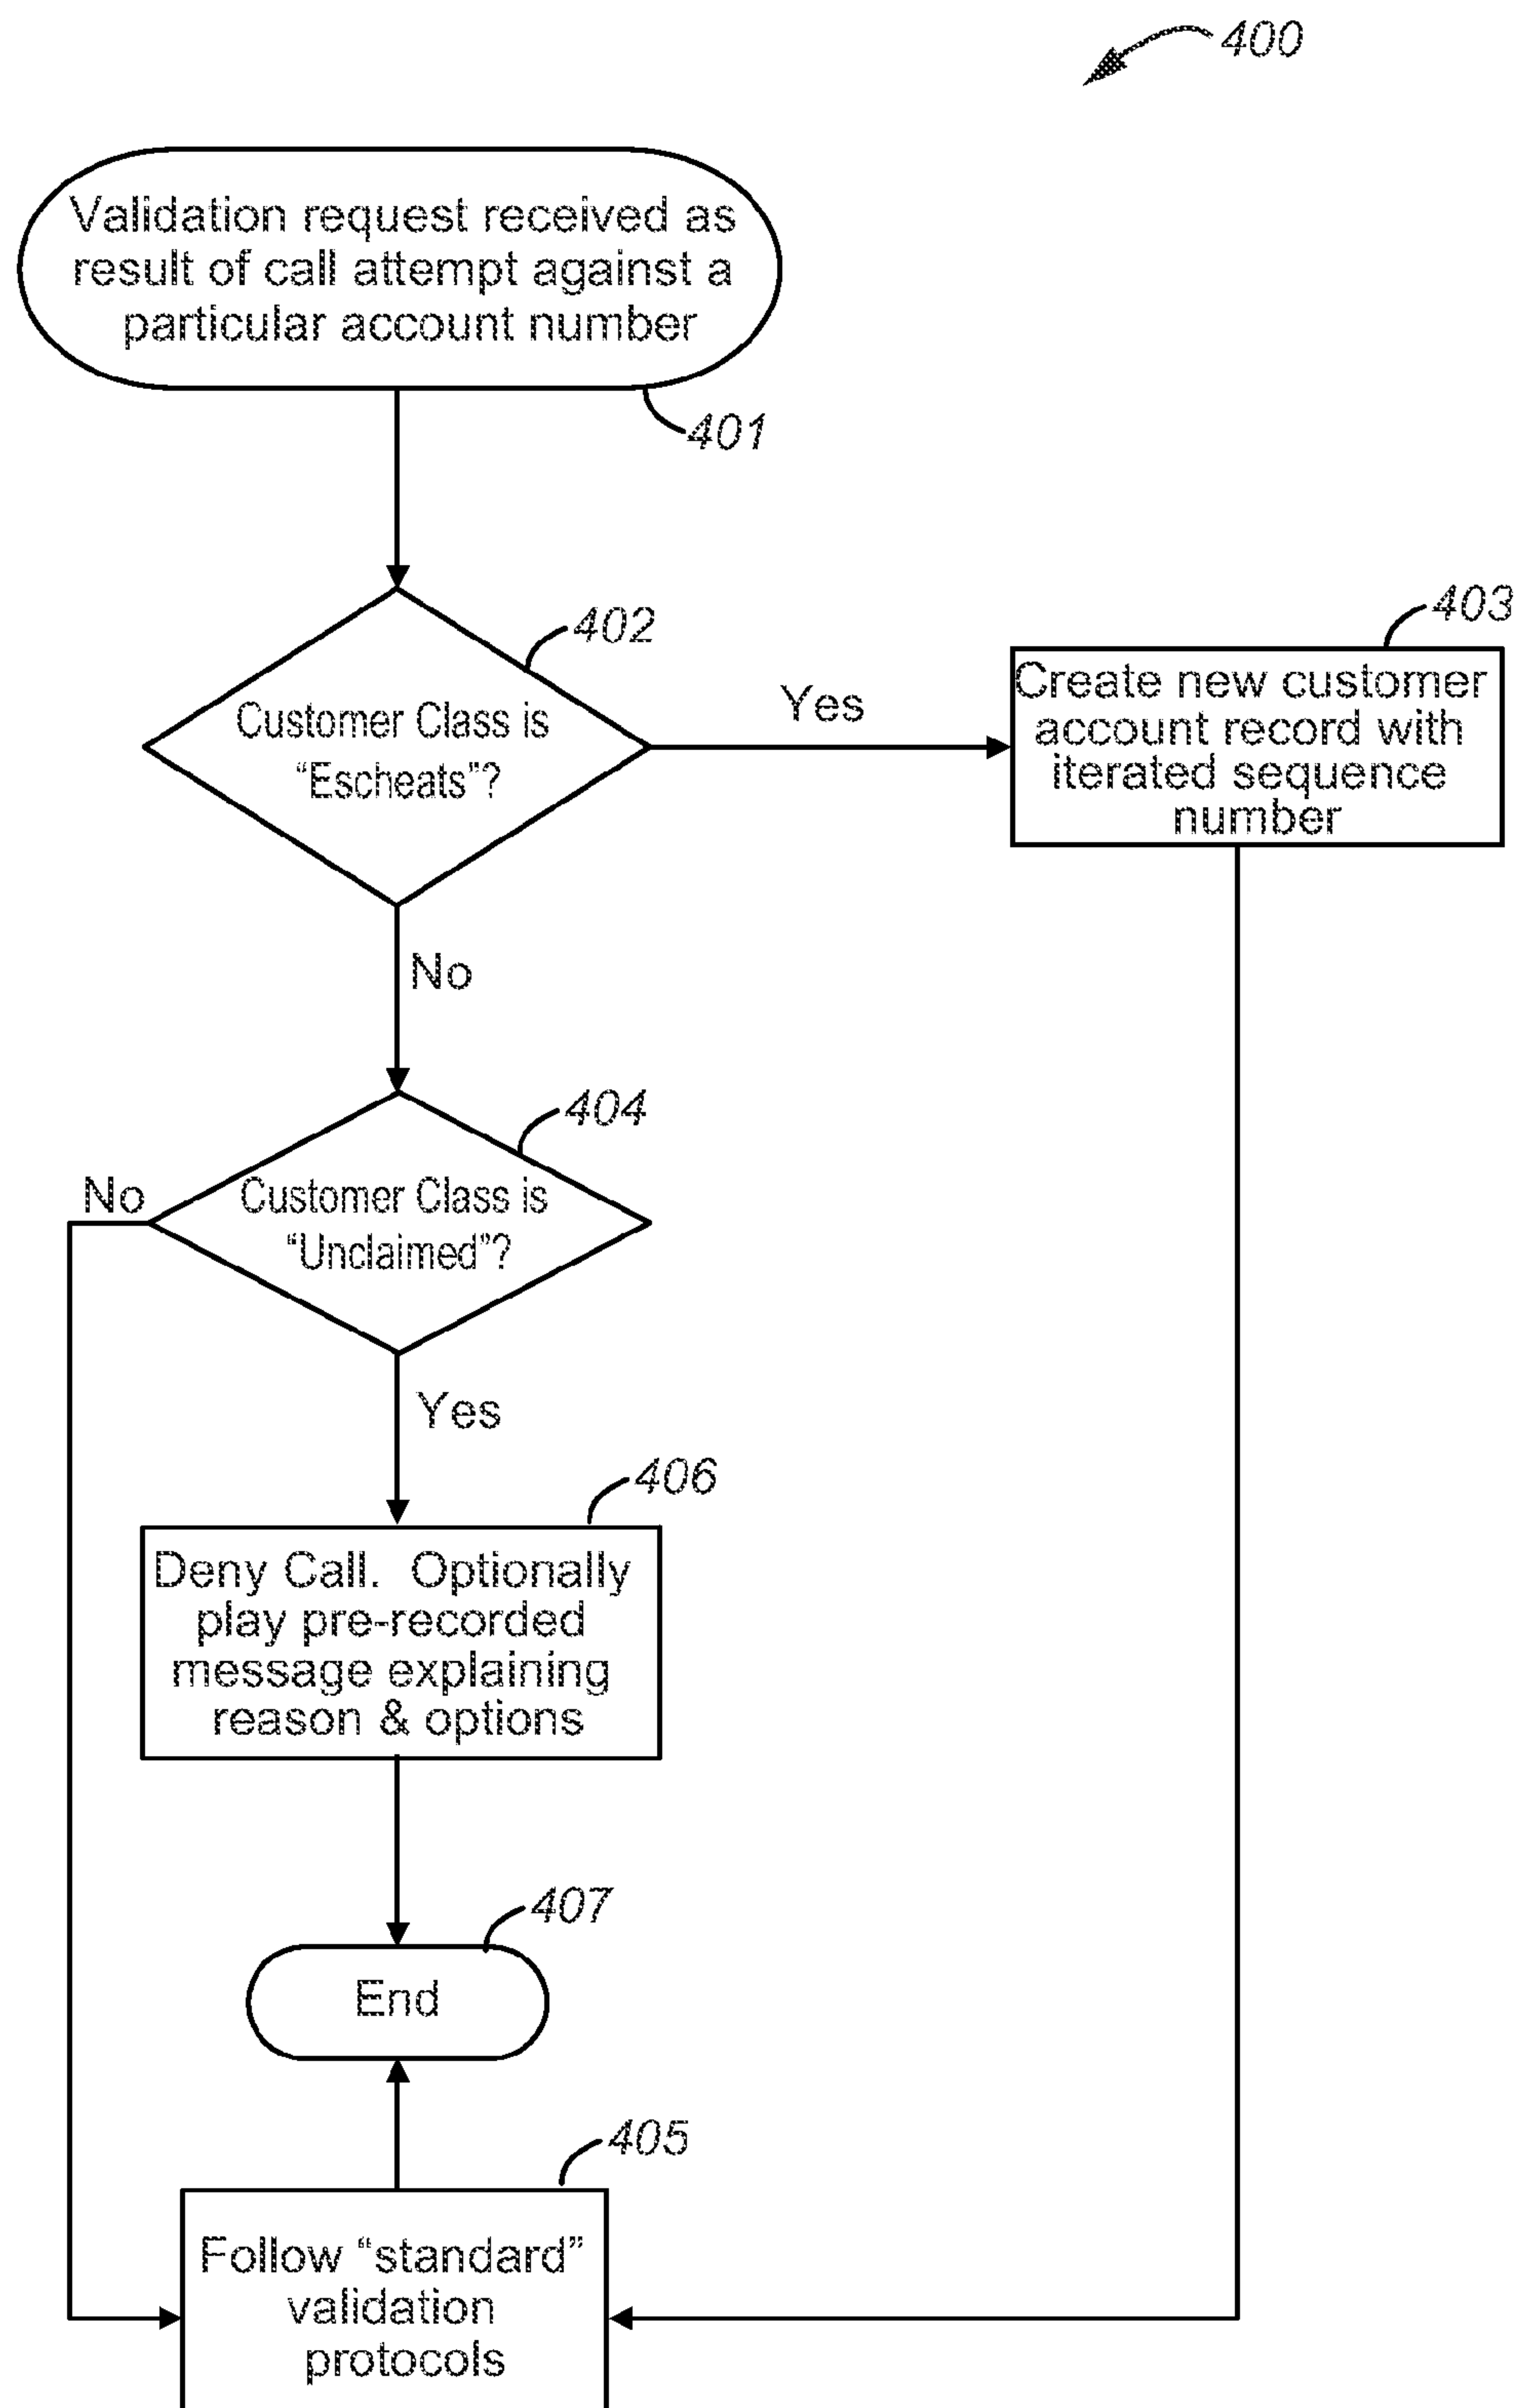 400
Validation request received as
result of call attempt against a
particular account number
401
402
Customer Class is
“Escheats”?
Yes
403
Create new customer
account record with
iterated sequence
number
No
404
No
Customer Class is
“Unclaimed”?
Yes
406
Deny Call.  Optionally
play pre-recorded
message explaining
reason & options
407
End
405
Follow “standard”
validation
protocols